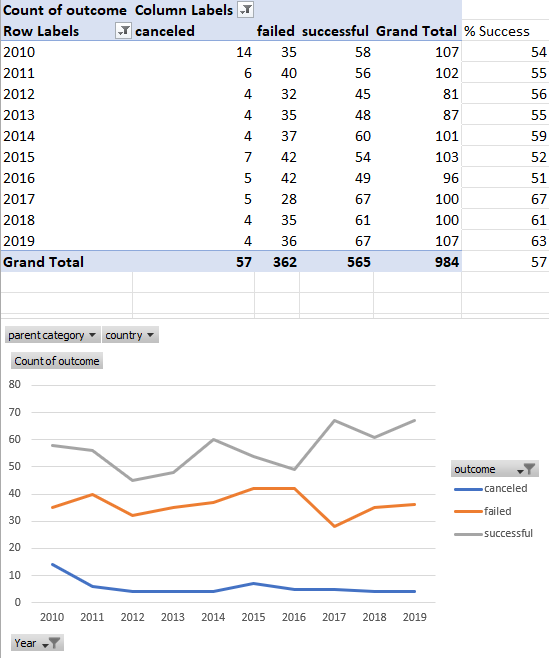 Count of outcome Column Labels
Row Labels canceled failed successful Grand Total % Success
2010 14 35 58 107 54
2011 6 40 56 102 55
2012 4 32 45 81 56
2013 4 35 48 87 55
2014 4 37 60 101 59
2015 7 42 54 103 52
2016 5 42 49 96 51
2017 5 28 67 100 67
2018 4 35 61 100 61
2019 4 36 67 107 63
Grand Total 57 362 565 984 57
parent category country
Count of outcome
80
70
60
50
40
30
20
10
0
2010 2011 2012 2013 2014 2015 2016 2017 2018 2019
outcome
canceled
failed
successful
Year